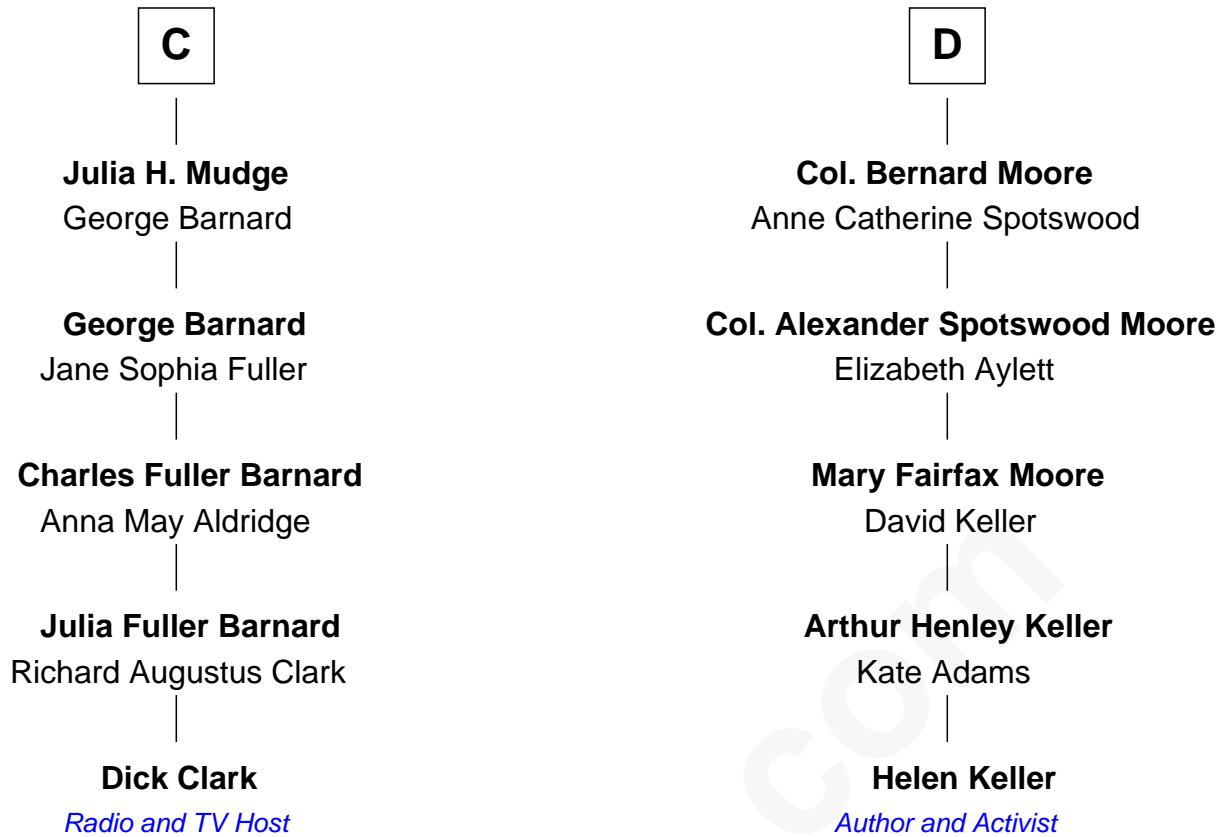 C
Julia H. Mudge
George Barnard
George Barnard
Jane Sophia Fuller
Charles Fuller Barnard
Anna May Aldridge
Julia Fuller Barnard
Richard Augustus Clark
Dick Clark
Radio and TV Host
D
Col. Bernard Moore
Anne Catherine Spotswood
Col. Alexander Spotswood Moore
Elizabeth Aylett
Mary Fairfax Moore
David Keller
Arthur Henley Keller
Kate Adams
Helen Keller
Author and Activist
com